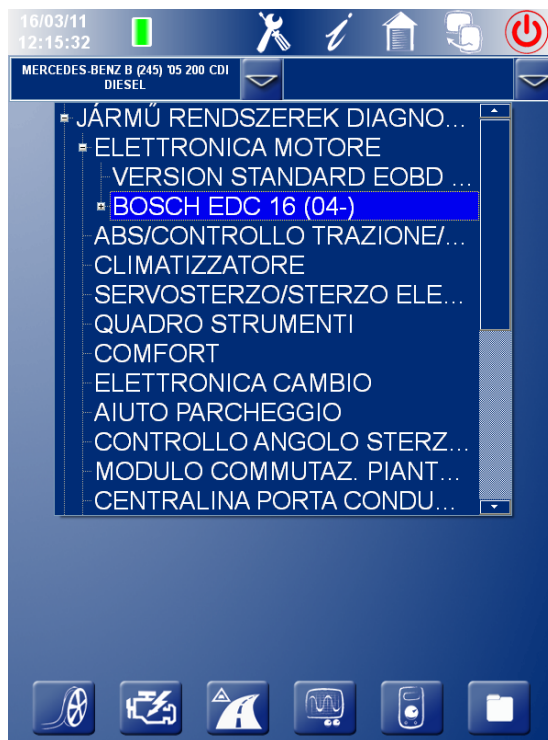 16/03/11
12:15:32
MERCEDES-BENZ B (245) '05 200 CDI
DIESEL
JÁRMŰ RENDSZEREK DIAGNO...
ELETTRONICA MOTORE
VERSION STANDARD EOBD ...
BOSCH EDC 16 (04-)
ABS/CONTROLLO TRAZIONE/...
CLIMATIZZATORE
SERVOSTERZO/STERZO ELE...
QUADRO STRUMENTI
COMFORT
ELETTRONICA CAMBIO
AIUTO PARCHEGGIO
CONTROLLO ANGOLO STERZ...
MODULO COMMUTAZ. PIANT...
CENTRALINA PORTA CONDU...